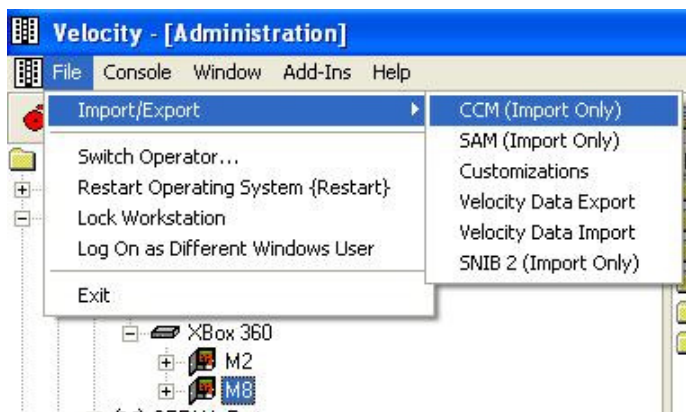 Velocity - [Administration]
File Console Window Add-Ins Help
Import/Export
Switch Operator...
Restart Operating System {Restart}
Lock Workstation
Log On as Different Windows User
Exit
CCM (Import Only)
SAM (Import Only)
Customizations
Velocity Data Export
Velocity Data Import
SNIB 2 (Import Only)
XBox 360
M2
M8